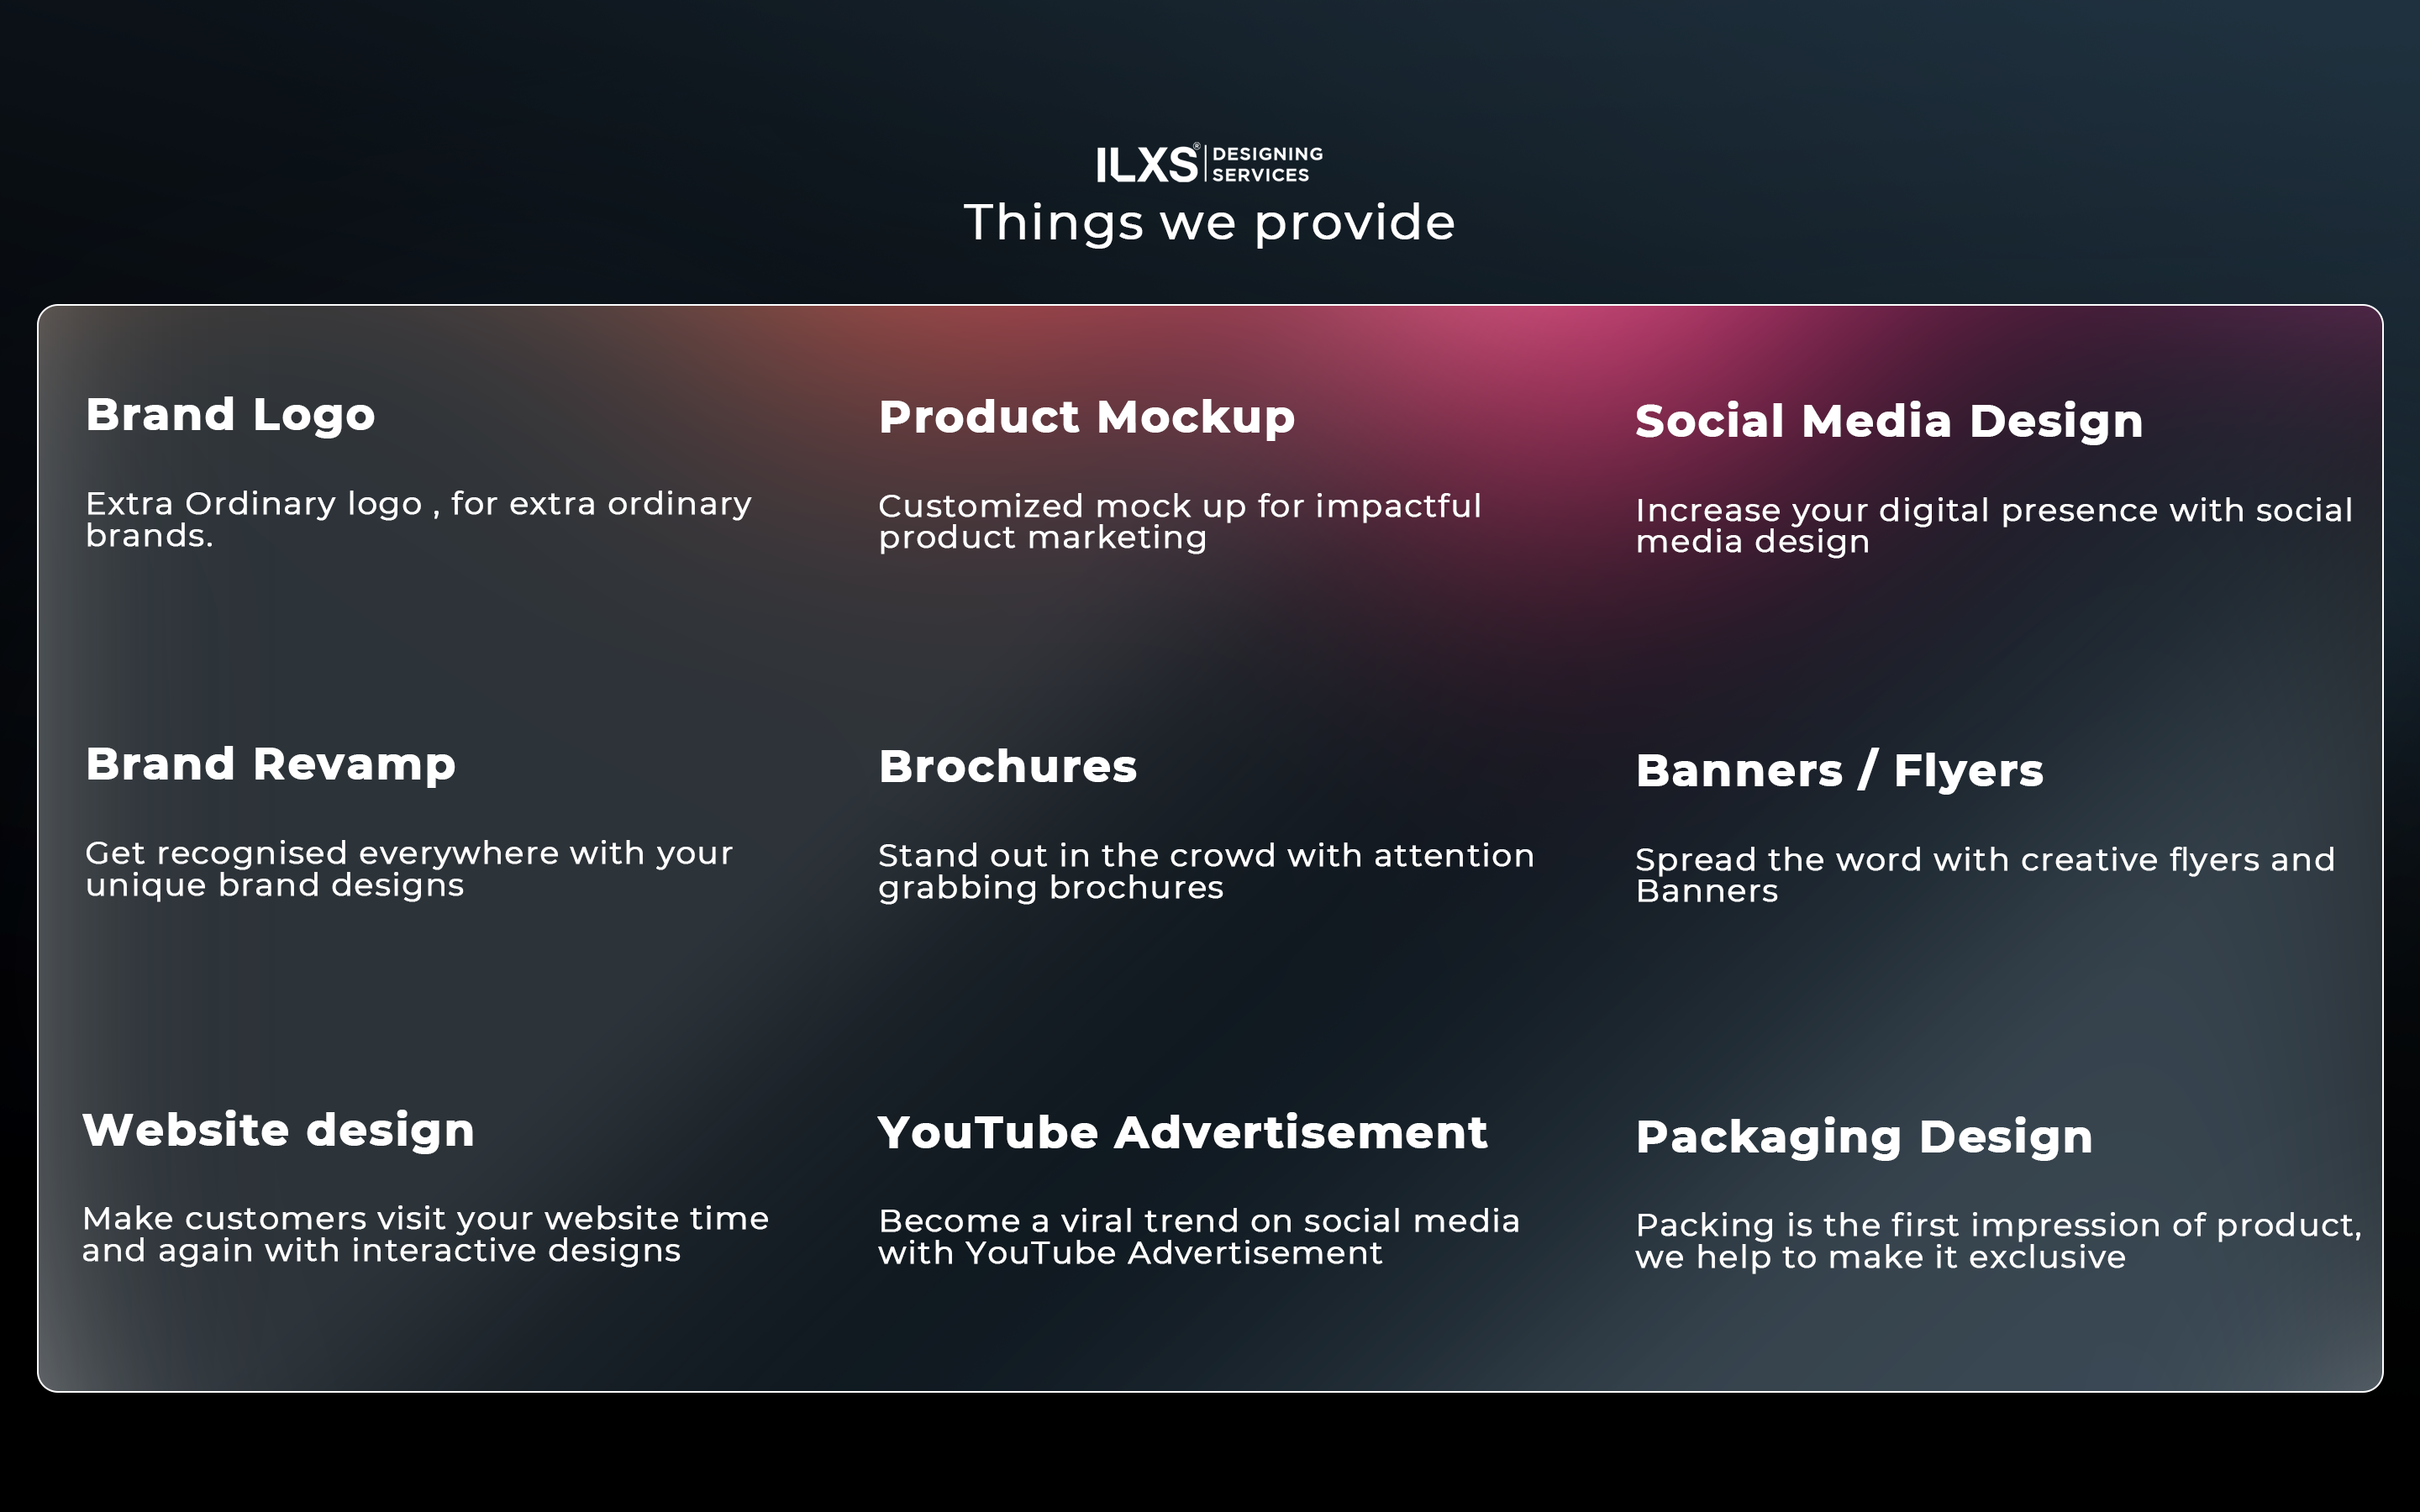 ILXS® DESIGNING
SERVICES
Things we provide
Brand Logo
Extra Ordinary logo , for extra ordinary
brands.
Product Mockup
Customized mock up for impactful
product marketing
Social Media Design
Increase your digital presence with social
media design
Brand Revamp
Get recognised everywhere with your
unique brand designs
Brochures
Stand out in the crowd with attention
grabbing brochures
Banners / Flyers
Spread the word with creative flyers and
Banners
Website design
Make customers visit your website time
and again with interactive designs
YouTube Advertisement
Become a viral trend on social media
with YouTube Advertisement
Packaging Design
Packing is the first impression of product,
we help to make it exclusive